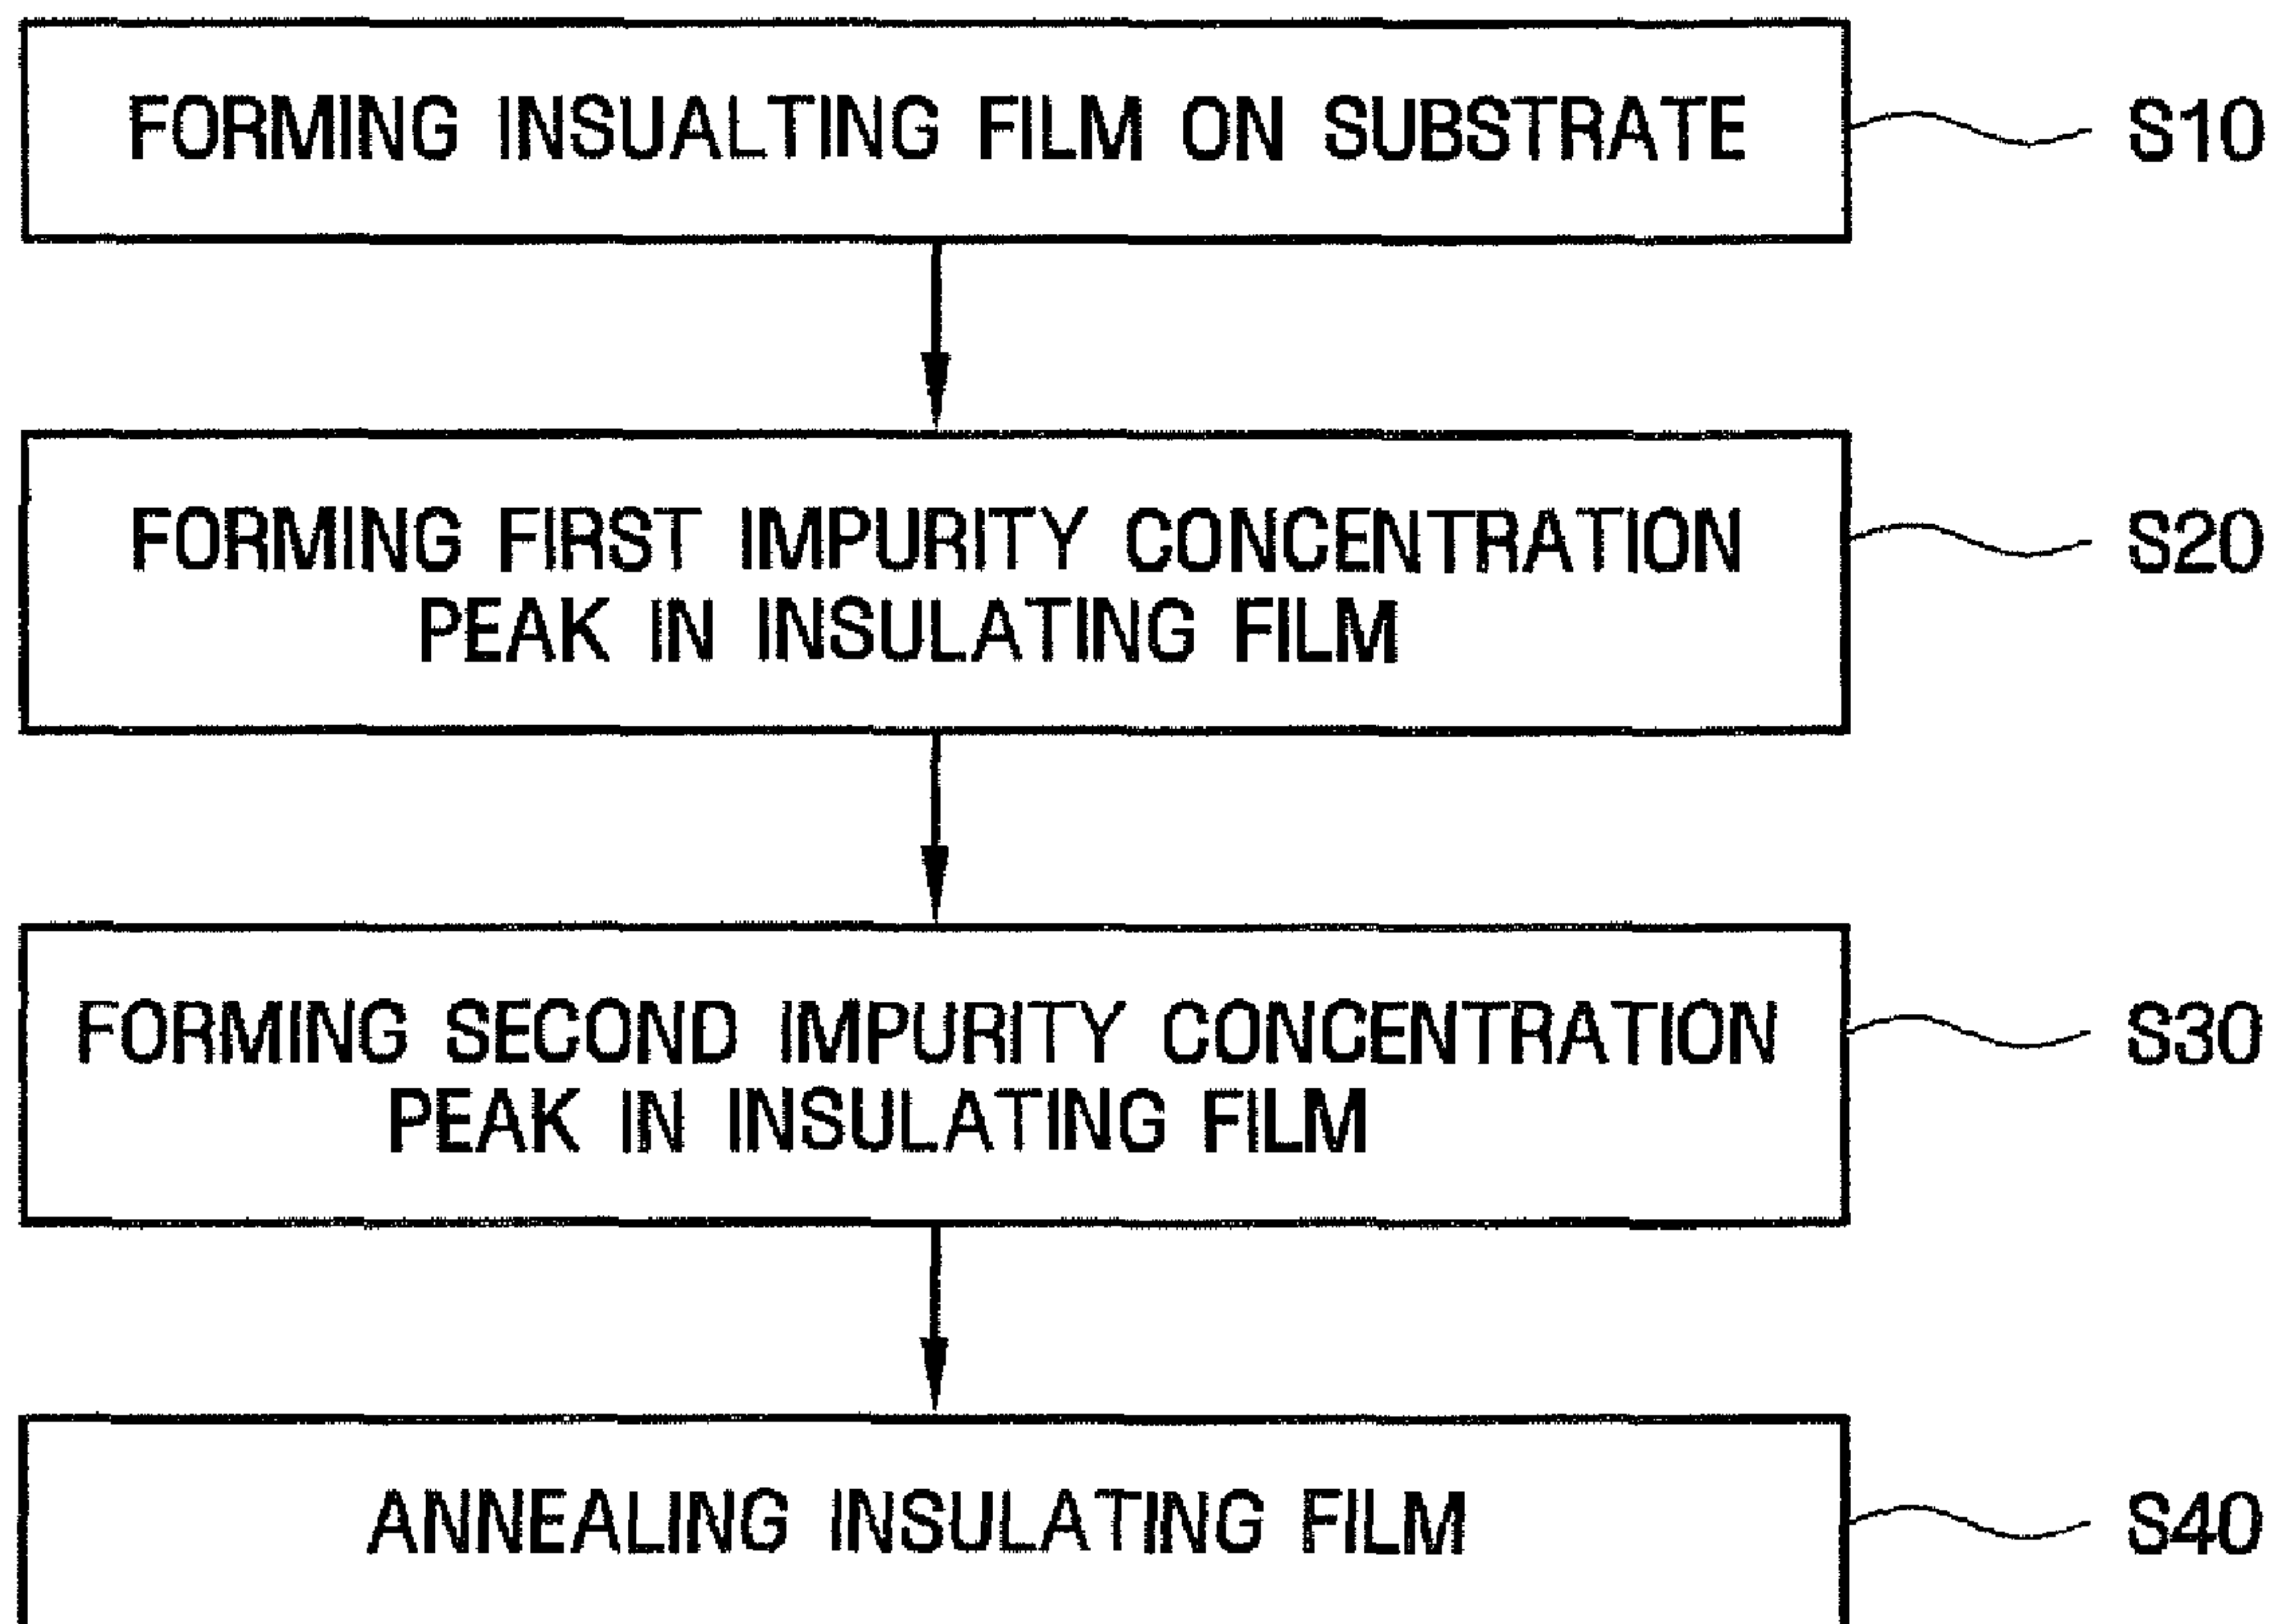 FORMING INSUALTING FILM ON SUBSTRATE
S10
FORMING FIRST IMPURITY CONCENTRATION
PEAK IN INSULATING FILM
S20
FORMING SECOND IMPURITY CONCENTRATION
PEAK IN INSULATING FILM
S30
ANNEALING INSULATING FILM
S40